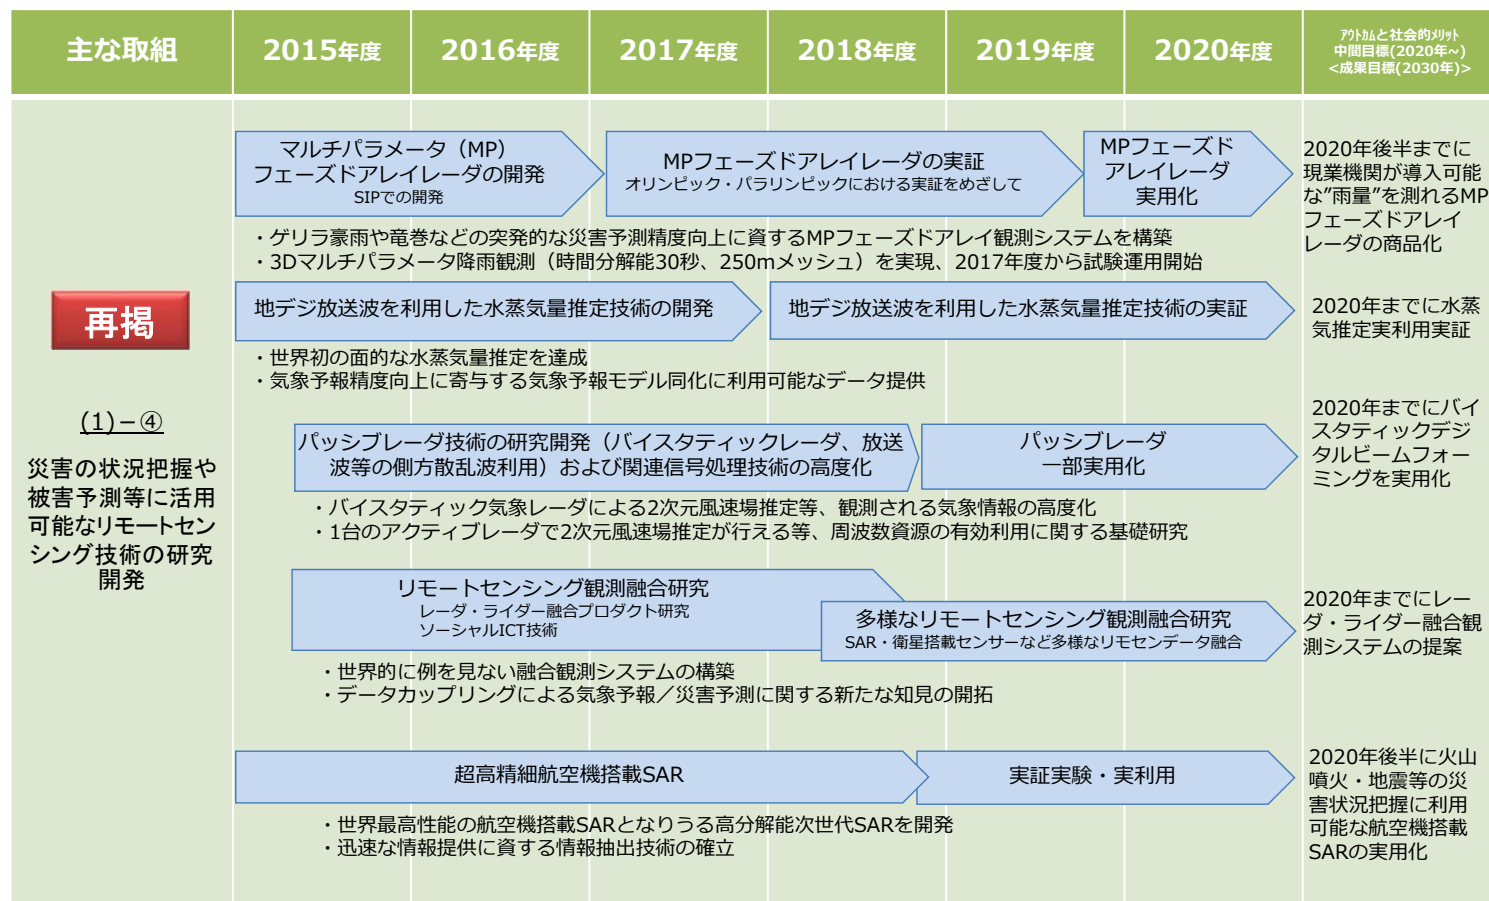 主な取組
2015年度
2016年度
2017年度
2018年度
2019年度
2020年度
ｱｳﾄｶﾑと社会的ﾒﾘｯﾄ
中間目標(2020年~)
<成果目標(2030年)>
再掲
(1)－④
災害の状況把握や
被害予測等に活用
可能なリモートセン
シング技術の研究
開発
マルチパラメータ（MP）
フェーズドアレイレーダの開発
SIPでの開発
MPフェーズドアレイレーダの実証
オリンピック・パラリンピックにおける実証をめざして
MPフェーズド
アレイレーダ
実用化
2020年後半までに
現業機関が導入可能
な”雨量”を測れるMP
フェーズドアレイ
レーダの商品化
・ゲリラ豪雨や竜巻などの突発的な災害予測精度向上に資するMPフェーズドアレイ観測システムを構築
・3Dマルチパラメータ降雨観測（時間分解能30秒、250mメッシュ）を実現、2017年度から試験運用開始
地デジ放送波を利用した水蒸気量推定技術の開発
地デジ放送波を利用した水蒸気量推定技術の実証
2020年までに水蒸
気推定実利用実証
・世界初の面的な水蒸気量推定を達成
・気象予報精度向上に寄与する気象予報モデル同化に利用可能なデータ提供
パッシブレーダ技術の研究開発（バイスタティックレーダ、放送
波等の側方散乱波利用）および関連信号処理技術の高度化
パッシブレーダ
一部実用化
2020年までにバイ
スタティックデジ
タルビームフォー
ミングを実用化
・バイスタティック気象レーダによる2次元風速場推定等、観測される気象情報の高度化
・1台のアクティブレーダで2次元風速場推定が行える等、周波数資源の有効利用に関する基礎研究
リモートセンシング観測融合研究
レーダ・ライダー融合プロダクト研究
ソーシャルICT技術
多様なリモートセンシング観測融合研究
SAR・衛星搭載センサーなど多様なリモセンデータ融合
2020年までにレー
ダ・ライダー融合観
測システムの提案
・世界的に例を見ない融合観測システムの構築
・データカップリングによる気象予報／災害予測に関する新たな知見の開拓
超高精細航空機搭載SAR
実証実験・実利用
2020年後半に火山
噴火・地震等の災
害状況把握に利用
可能な航空機搭載
SARの実用化
・世界最高性能の航空機搭載SARとなりうる高分解能次世代SARを開発
・迅速な情報提供に資する情報抽出技術の確立